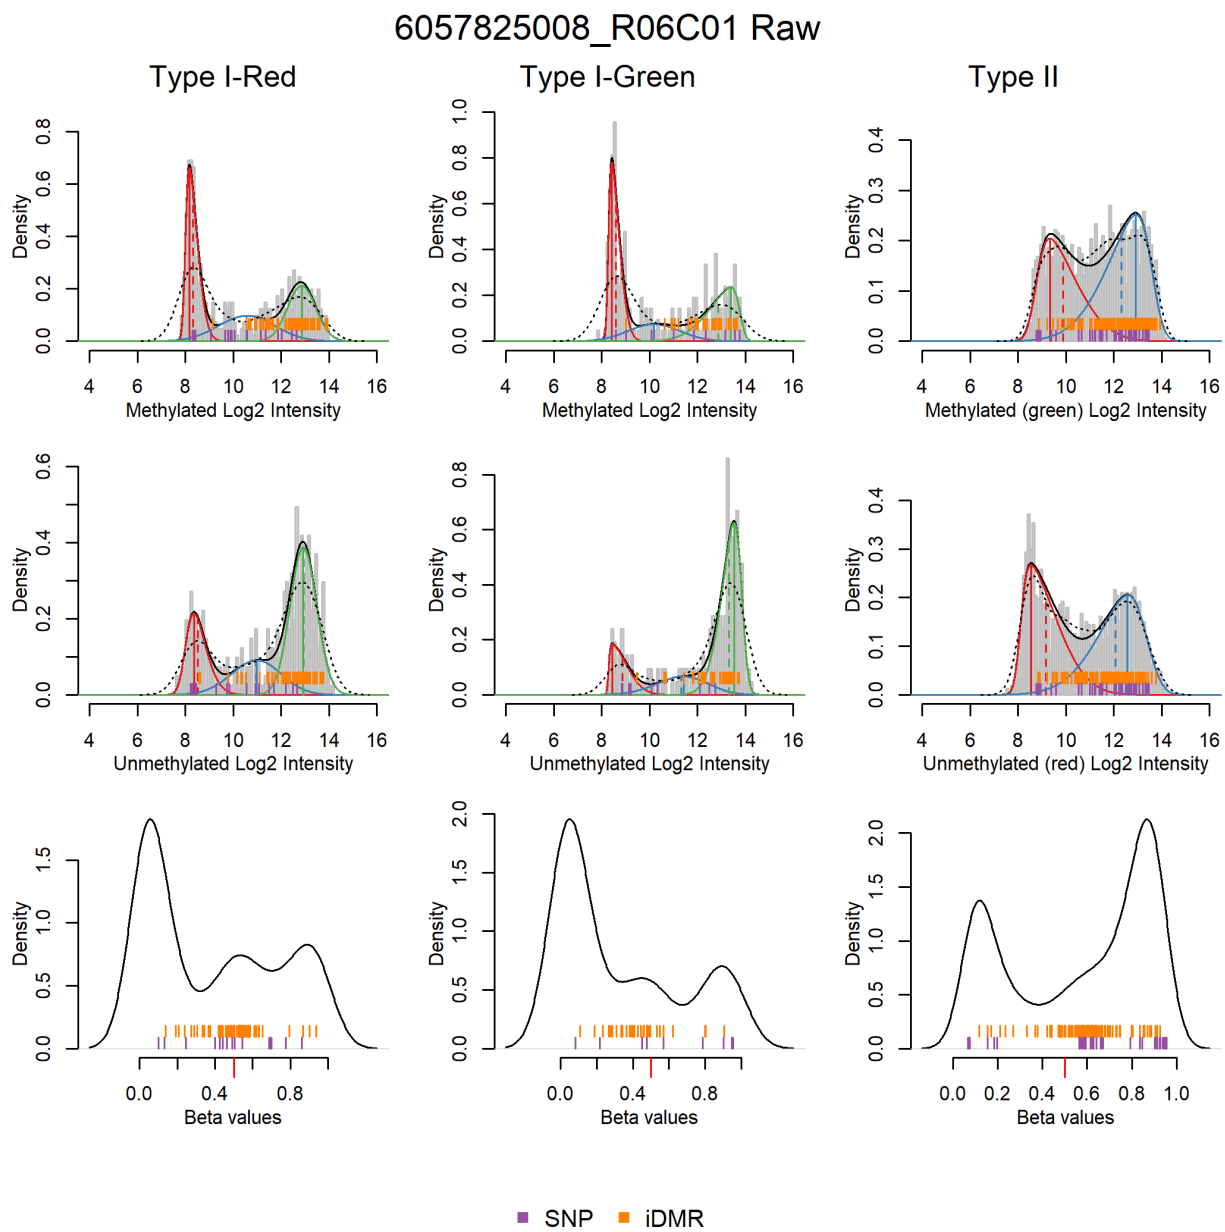 6057825008_R06C01 Raw
Type I-Red
Type I-Green
Type II
Density
0.0 0.2 0.4 0.6 0.8
4 6 8 10 12 14 16
Methylated Log2 Intensity
Density
0.0 0.2 0.4 0.6 0.8 1.0
4 6 8 10 12 14 16
Methylated Log2 Intensity
Density
0.0 0.1 0.2 0.3 0.4
4 6 8 10 12 14 16
Methylated (green) Log2 Intensity
Density
0.0 0.2 0.4 0.6
4 6 8 10 12 14 16
Unmethylated Log2 Intensity
Density
0.0 0.2 0.4 0.6 0.8
4 6 8 10 12 14 16
Unmethylated Log2 Intensity
Density
0.0 0.1 0.2 0.3 0.4
4 6 8 10 12 14 16
Unmethylated (red) Log2 Intensity
Density
0.0 0.5 1.0 1.5
0.0 0.4 0.8
Beta values
Density
0.0 0.5 1.0 1.5 2.0
0.0 0.4 0.8
Beta values
Density
0.0 0.5 1.0 1.5 2.0
0.0 0.2 0.4 0.6 0.8 1.0
Beta values
SNP iDMR